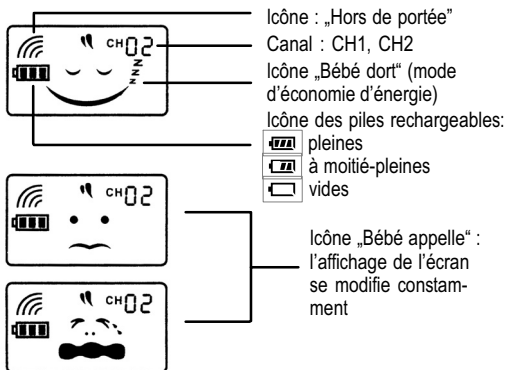 Icône : „Hors de portée”
CH02
Canal : CH1, CH2
Icône „Bébé dort“ (mode
d’économie d’énergie)
z z z
Icône des piles rechargeables:
pleines
à moitié-pleines
vides
CH02
Icône „Bébé appelle“ :
l’affichage de l’écran
se modifie constam-
ment
CH02